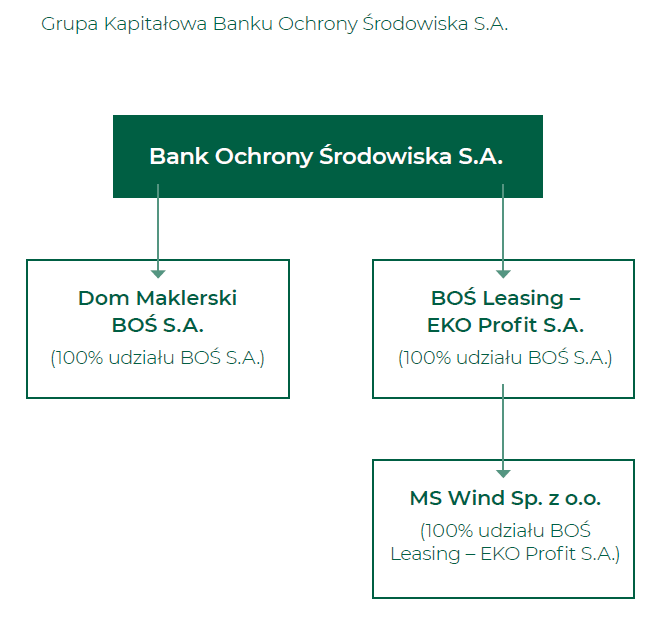 Grupa Kapitałowa Banku Ochrony Środowiska S.A.
Bank Ochrony Środowiska S.A.
Dom Maklerski
BOŚ S.A.
(100% udziału BOŚ S.A.)
BOŚ Leasing –
EKO Profit S.A.
(100% udziału BOŚ S.A.)
MS Wind Sp. z o.o.
(100% udziału BOŚ
Leasing – EKO Profit S.A.)